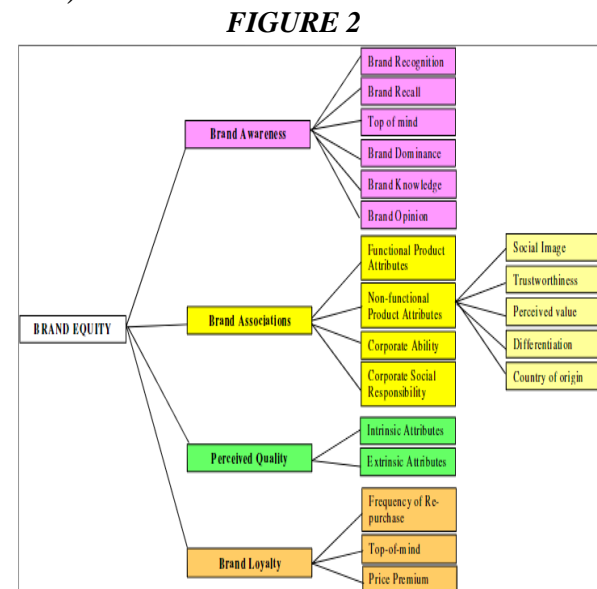 FIGURE 2
Brand Recognition
Brand Recall
Top of mind
Brand Awareness
Brand Dominance
Brand Knowledge
Brand Opinion
Functional Product
Attributes
Social Image
Trustworthiness
Non-functional
Product Attributes
Perceived value
BRAND EQUITY
Brand Associations
Corporate Ability
Differentiation
Corporate Social
Responsibility
Country of origin
Intrinsic Attributes
Perceived Quality
Extrinsic Attributes
Frequency of Re-
purchase
Top-of-mind
Brand Loyalty
Price Premium